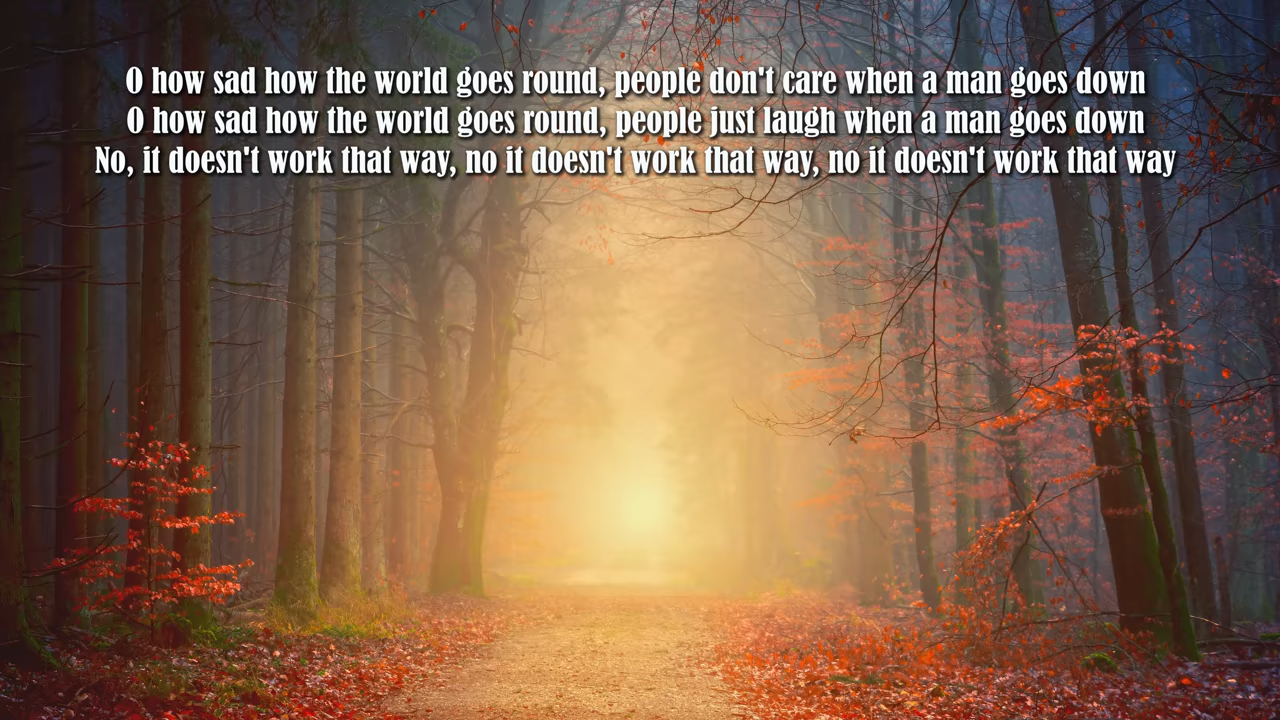 O how sad how the world goes round, people don't care when a man goes down
O how sad how the world goes round, people just laugh when a man goes down
No, it doesn't work that way, no it doesn't work that way, no it doesn't work that way